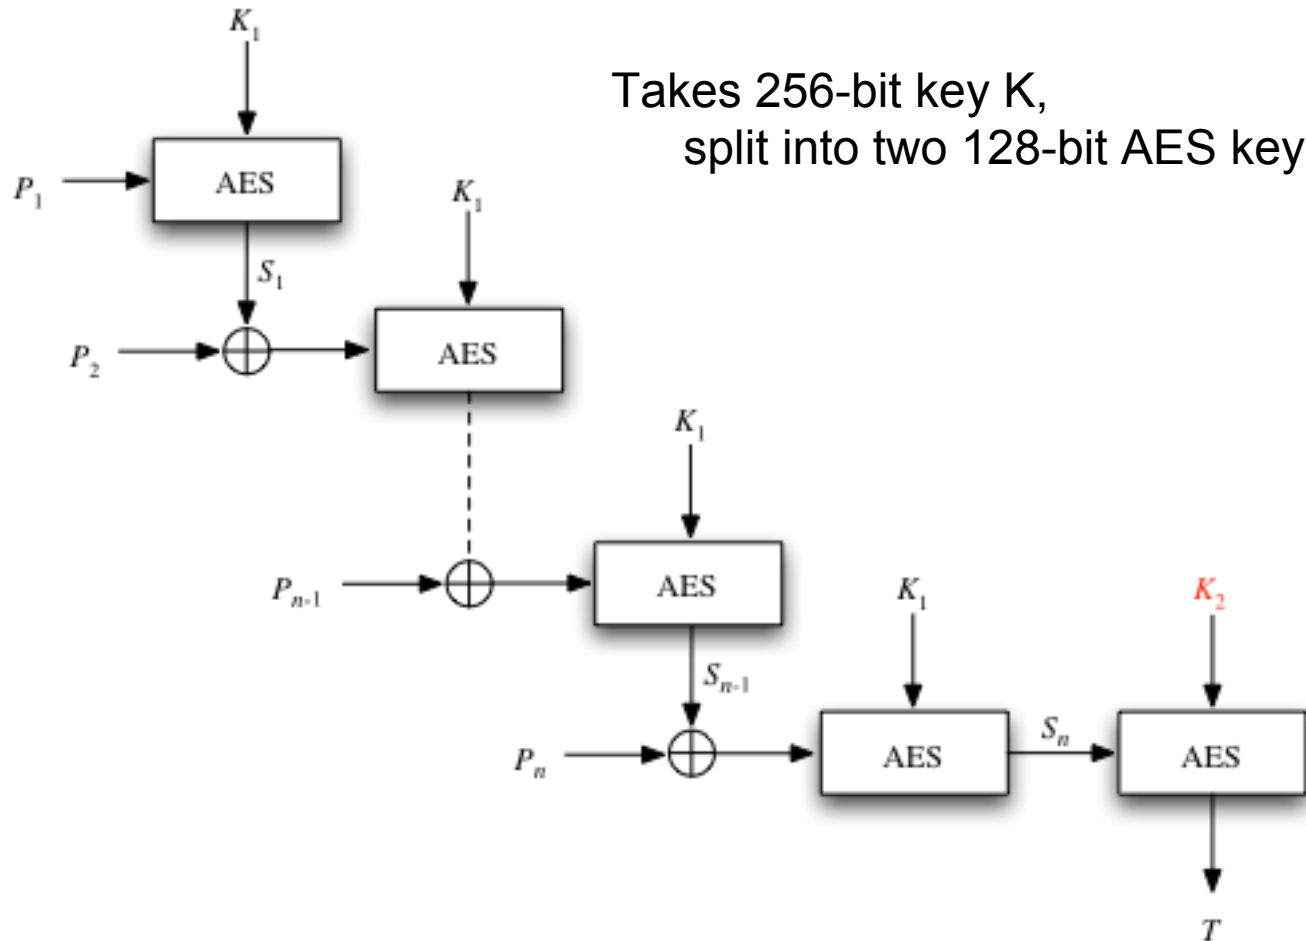 K₁
Takes 256-bit key K,
split into two 128-bit AES key
AES
P₁
K₁
S₁
P₂
AES
K₁
Pₙ₋₁
AES
K₁
K₂
Sₙ₋₁
Pₙ
AES
Sₙ
AES
T